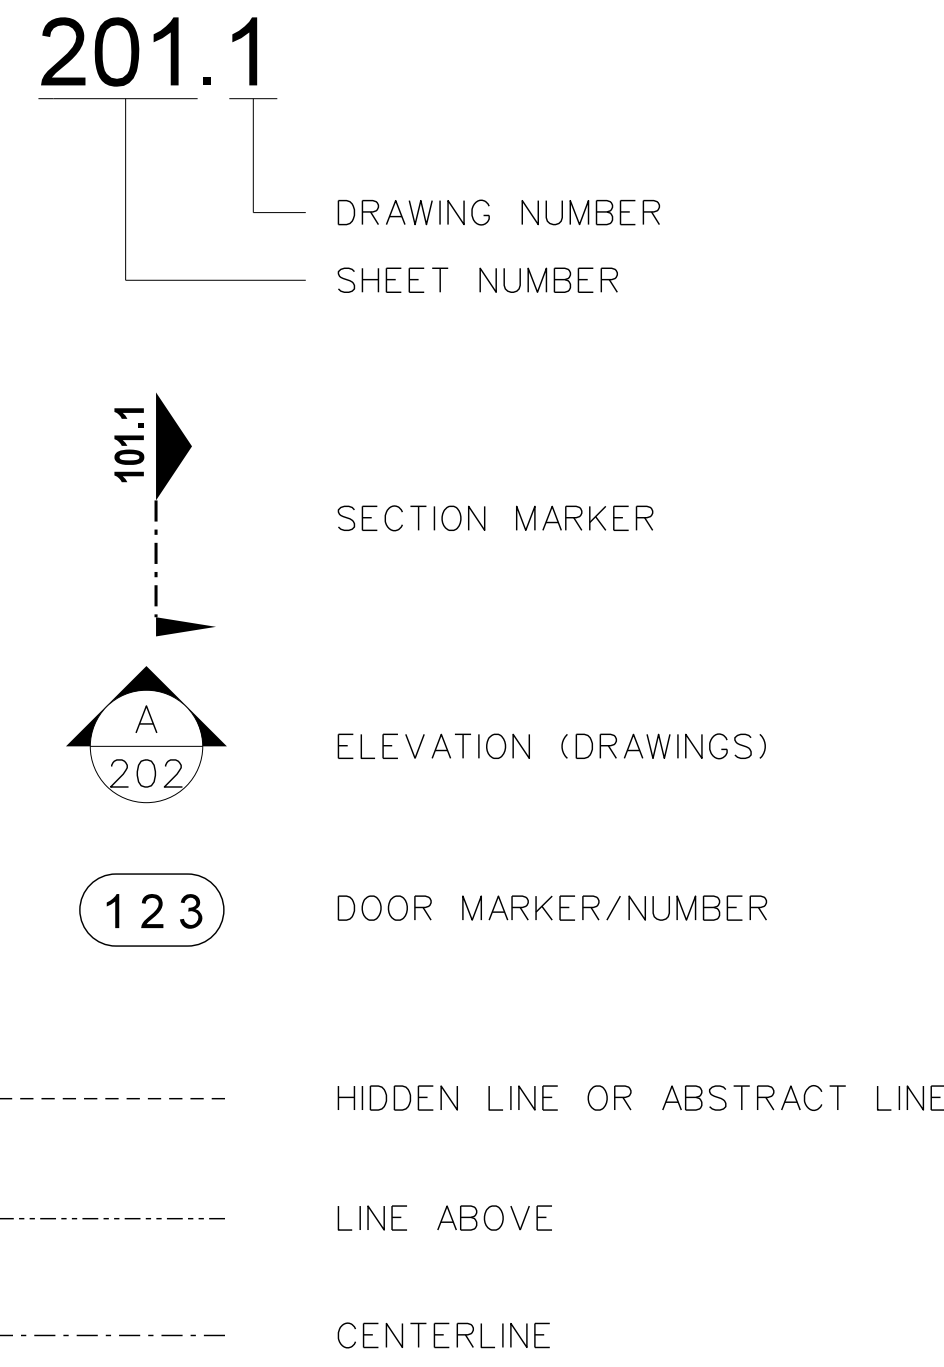 201.1
DRAWING NUMBER
SHEET NUMBER
101.1
SECTION MARKER
A
202
ELEVATION (DRAWINGS)
123
DOOR MARKER/NUMBER
HIDDEN LINE OR ABSTRACT LINE
LINE ABOVE
CENTERLINE